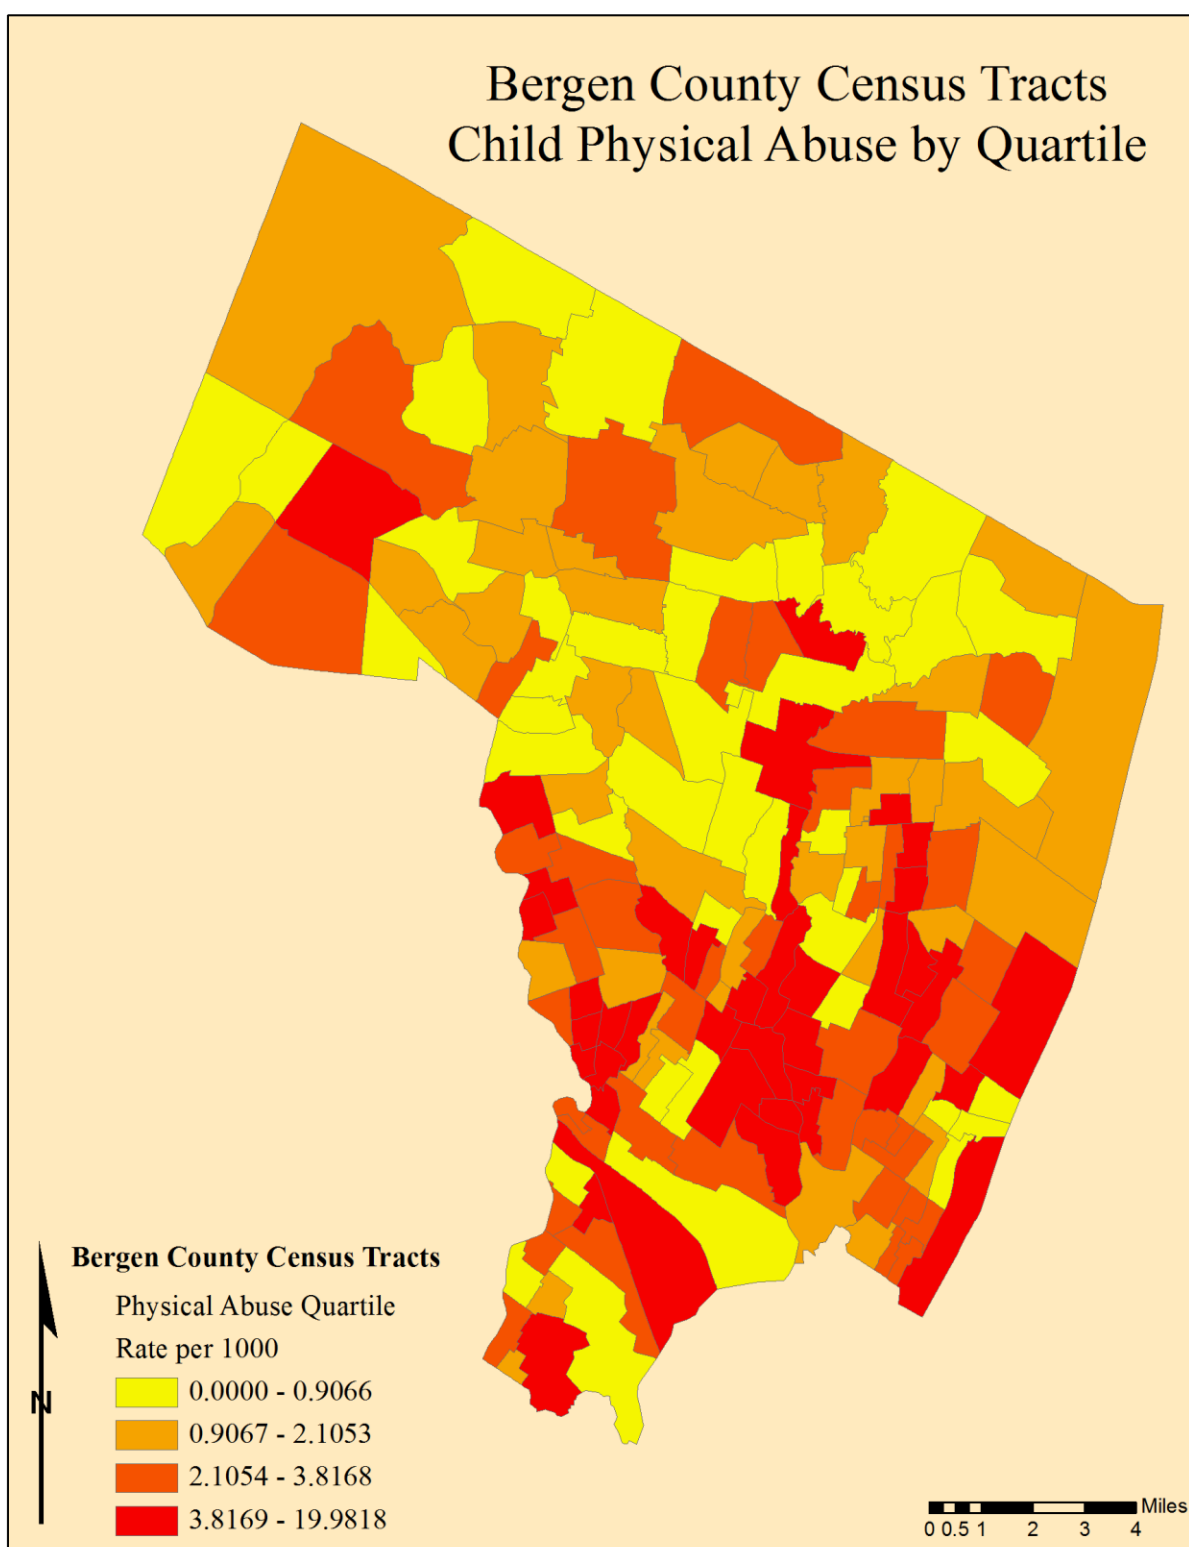 Bergen County Census Tracts
Child Physical Abuse by Quartile
Bergen County Census Tracts
Physical Abuse Quartile
Rate per 1000
0.0000 - 0.9066
0.9067 - 2.1053
2.1054 - 3.8168
3.8169 - 19.9818
N
Miles
0 0.5 1 2 3 4